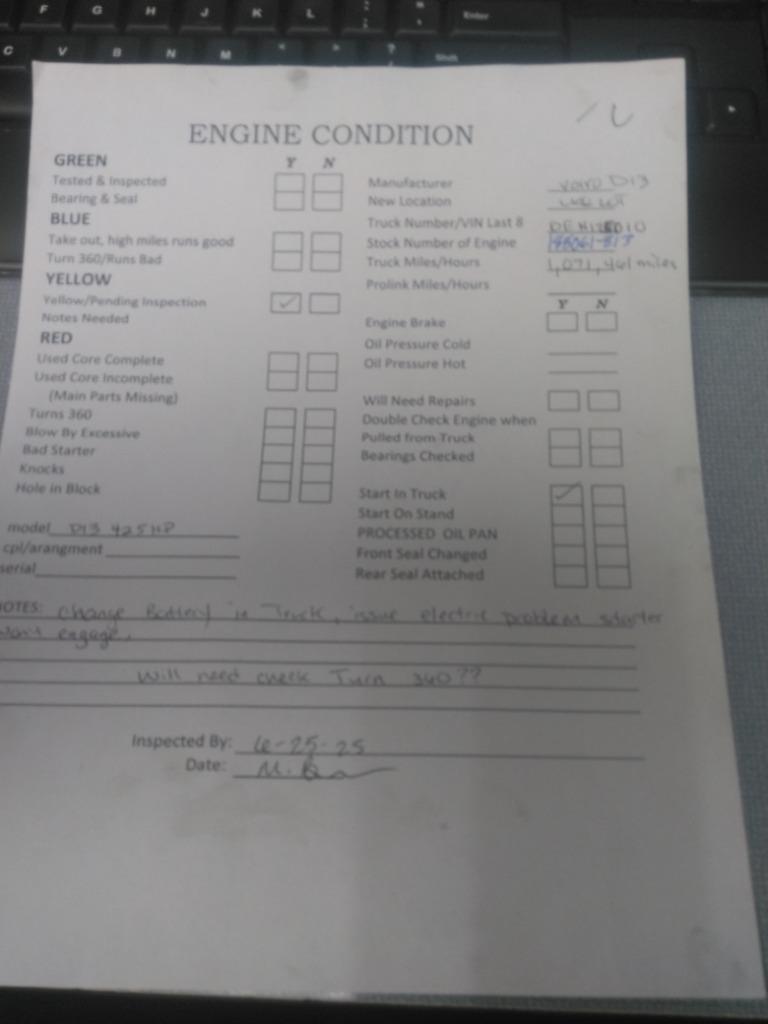 F G H J K L Enter
C V B N M < > ? Shift
ENGINE CONDITION
GREEN Y N
Tested & Inspected
Bearing & Seal
BLUE
Take out, high miles runs good
Turn 360/Runs Bad
YELLOW
Yellow/Pending Inspection ✓
Notes Needed
RED
Used Core Complete
Used Core Incomplete
(Main Parts Missing)
Turns 360
Blow By Excessive
Bad Starter
Knocks
Hole in Block
model D13 425HP
cpl/arangment
serial
Manufacturer Volvo D13
New Location
Truck Number/VIN Last 8
Stock Number of Engine
Truck Miles/Hours 1,071,461 miles
Prolink Miles/Hours
Y N
Engine Brake
Oil Pressure Cold
Oil Pressure Hot
Will Need Repairs
Double Check Engine when
Pulled from Truck
Bearings Checked
Start In Truck ✓
Start On Stand
PROCESSED OIL PAN
Front Seal Changed
Rear Seal Attached
NOTES: Change Battery in Truck, issue electric problem starter
won't engage.
Will need check Turn 360??
Inspected By: 6-25-25
Date: M.